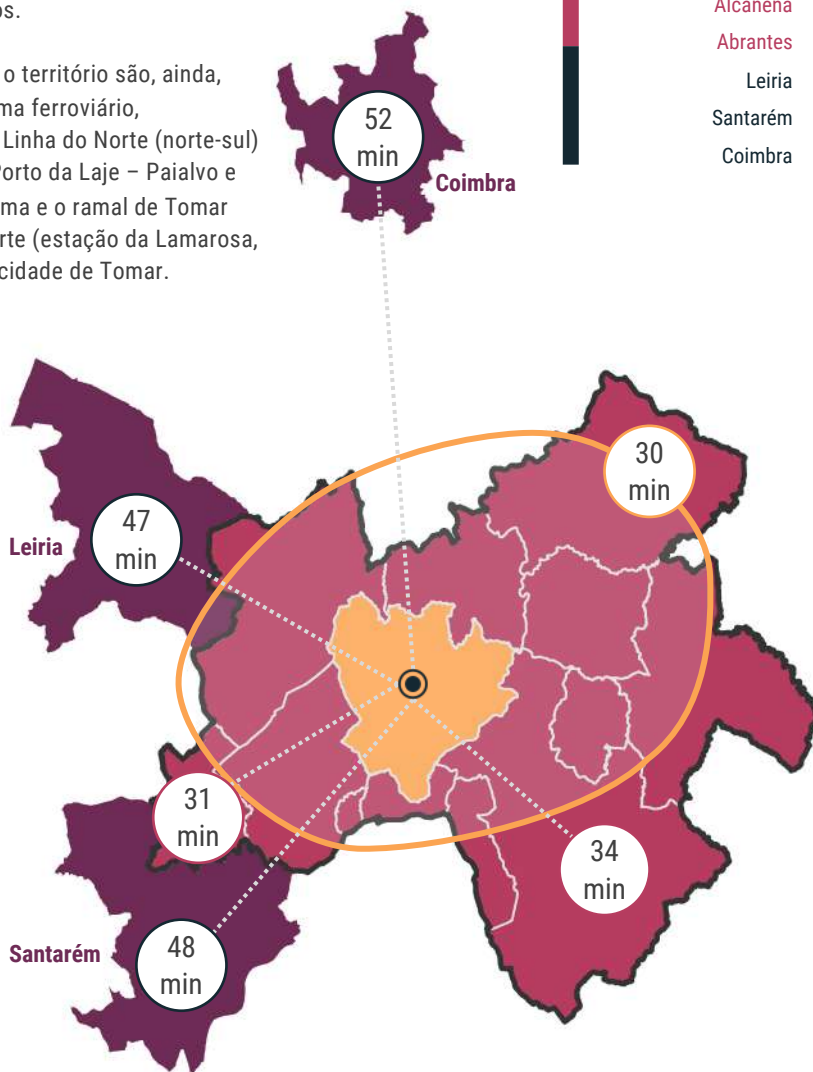 os.
o território são, ainda,
ma ferroviário,
Linha do Norte (norte-sul)
Porto da Laje – Paialvo e
ma e o ramal de Tomar
rte (estação da Lamarosa,
cidade de Tomar.
Alcanena
Abrantes
Leiria
Santarém
Coimbra
52
min
Coimbra
30
min
47
min
Leiria
31
min
34
min
48
min
Santarém